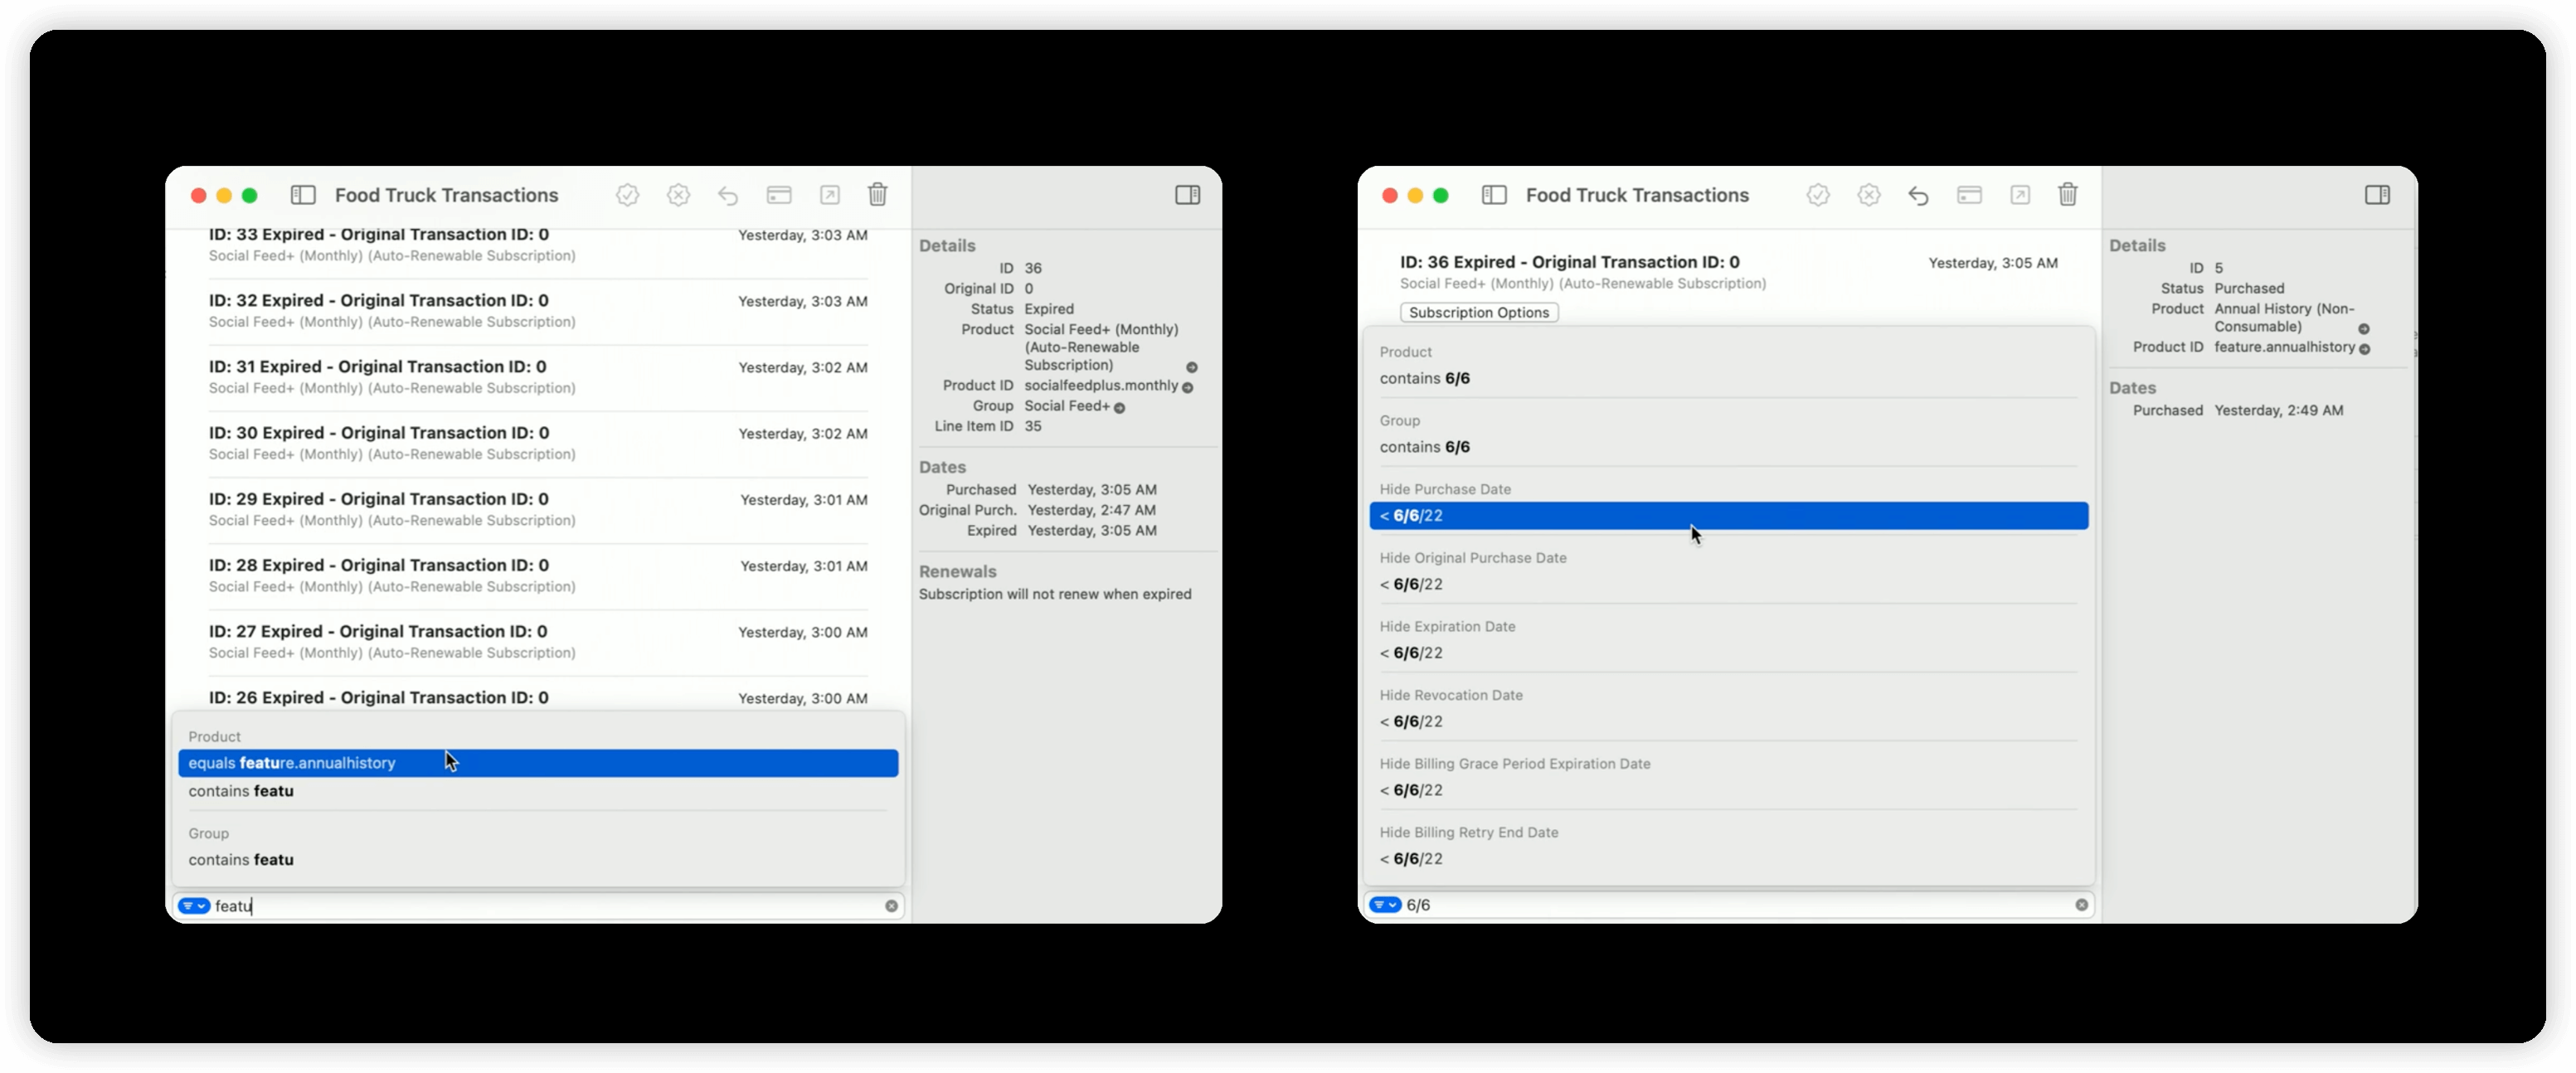 Food Truck Transactions
ID: 33 Expired - Original Transaction ID: 0 Yesterday, 3:03 AM
Social Feed+ (Monthly) (Auto-Renewable Subscription)
ID: 32 Expired - Original Transaction ID: 0 Yesterday, 3:03 AM
Social Feed+ (Monthly) (Auto-Renewable Subscription)
ID: 31 Expired - Original Transaction ID: 0 Yesterday, 3:02 AM
Social Feed+ (Monthly) (Auto-Renewable Subscription)
ID: 30 Expired - Original Transaction ID: 0 Yesterday, 3:02 AM
Social Feed+ (Monthly) (Auto-Renewable Subscription)
ID: 29 Expired - Original Transaction ID: 0 Yesterday, 3:01 AM
Social Feed+ (Monthly) (Auto-Renewable Subscription)
ID: 28 Expired - Original Transaction ID: 0 Yesterday, 3:01 AM
Social Feed+ (Monthly) (Auto-Renewable Subscription)
ID: 27 Expired - Original Transaction ID: 0 Yesterday, 3:00 AM
Social Feed+ (Monthly) (Auto-Renewable Subscription)
ID: 26 Expired - Original Transaction ID: 0 Yesterday, 3:00 AM
Product
equals feature.annualhistory
contains featu
Group
contains featu
featu
Details
ID 36
Original ID 0
Status Expired
Product Social Feed+ (Monthly)
(Auto-Renewable
Subscription)
Product ID socialfeedplus.monthly
Group Social Feed+
Line Item ID 35
Dates
Purchased Yesterday, 3:05 AM
Original Purch. Yesterday, 2:47 AM
Expired Yesterday, 3:05 AM
Renewals
Subscription will not renew when expired
Food Truck Transactions
ID: 36 Expired - Original Transaction ID: 0 Yesterday, 3:05 AM
Social Feed+ (Monthly) (Auto-Renewable Subscription)
Subscription Options
Product
contains 6/6
Group
contains 6/6
Hide Purchase Date
< 6/6/22
Hide Original Purchase Date
< 6/6/22
Hide Expiration Date
< 6/6/22
Hide Revocation Date
< 6/6/22
Hide Billing Grace Period Expiration Date
< 6/6/22
Hide Billing Retry End Date
< 6/6/22
6/6
Details
ID 5
Status Purchased
Product Annual History (Non-
Consumable)
Product ID feature.annualhistory
Dates
Purchased Yesterday, 2:49 AM